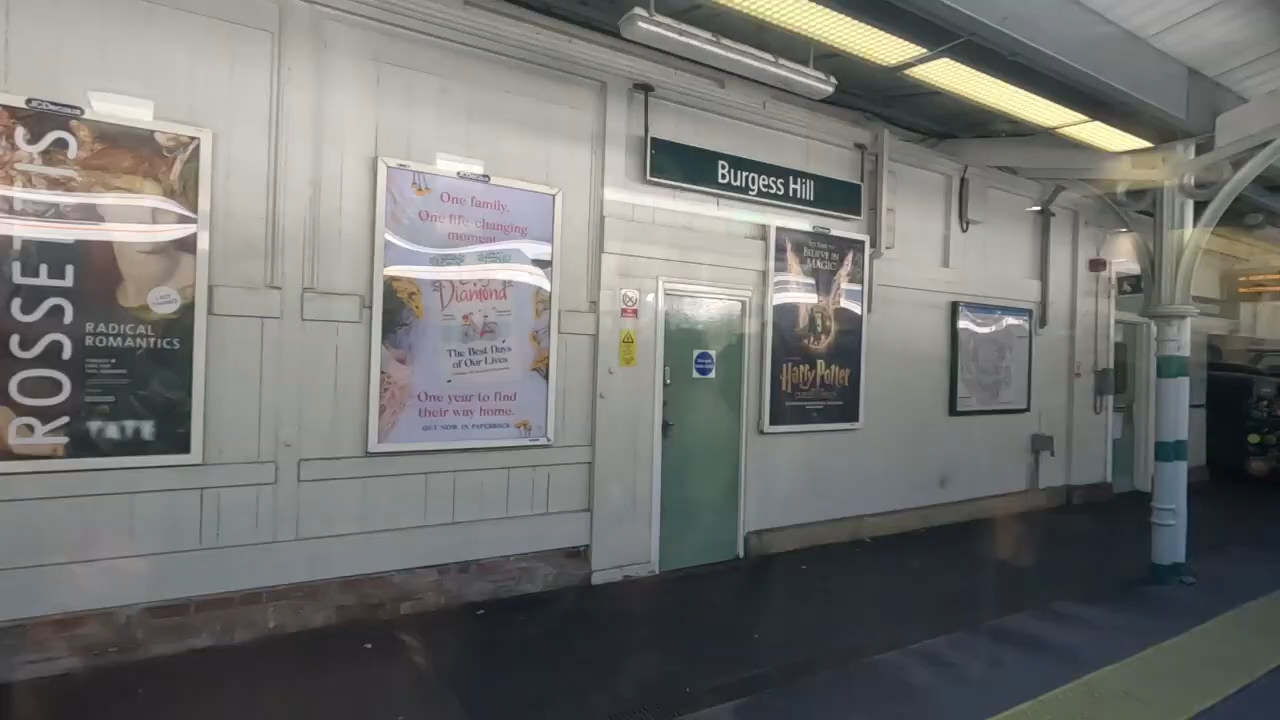 JCDecaux
ROSSETTIS
RADICAL
ROMANTICS
TATE
One family.
One life-changing
moment.
Diamond
The Best Days
of Our Lives
One year to find
their way home.
OUT NOW IN PAPERBACK
Burgess Hill
BELIEVE IN
MAGIC
Harry Potter